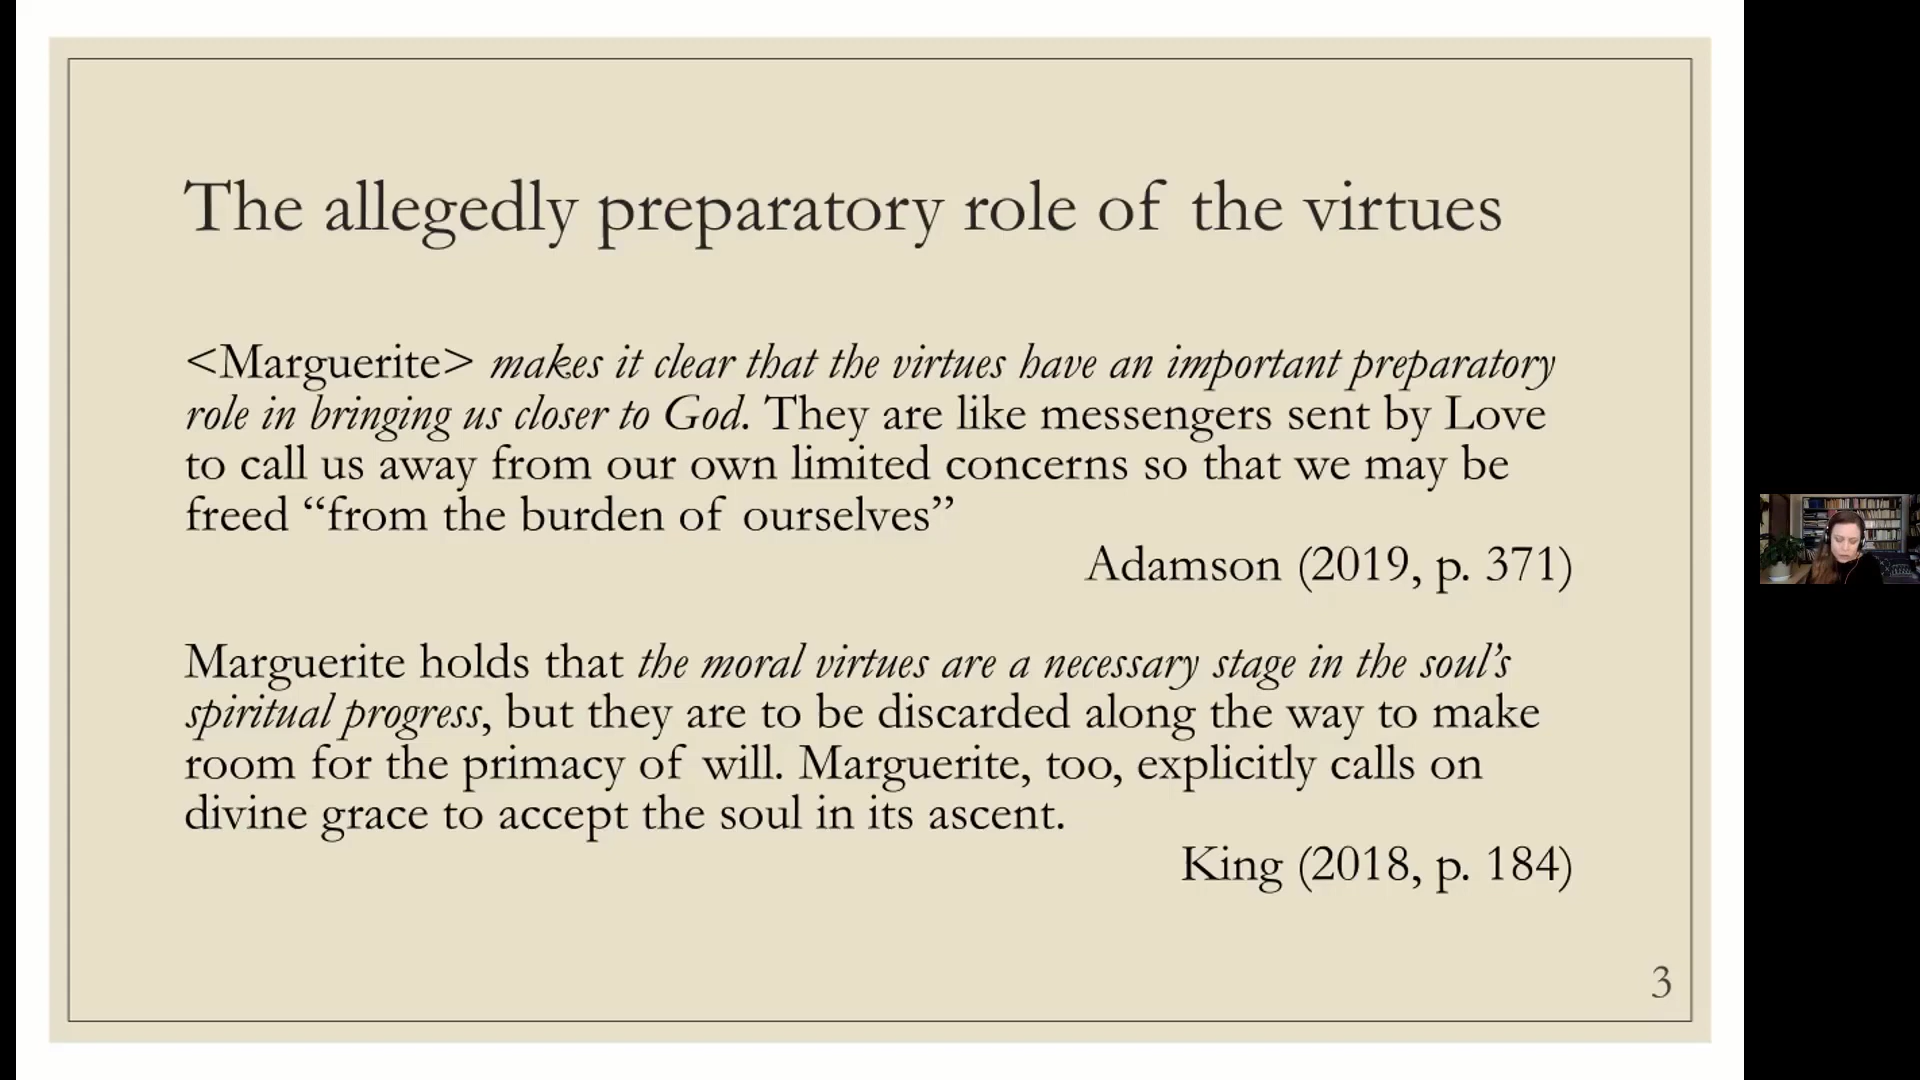 The allegedly preparatory role of the virtues
<Marguerite> makes it clear that the virtues have an important preparatory
role in bringing us closer to God. They are like messengers sent by Love
to call us away from our own limited concerns so that we may be
freed “from the burden of ourselves”
Adamson (2019, p. 371)
Marguerite holds that the moral virtues are a necessary stage in the soul’s
spiritual progress, but they are to be discarded along the way to make
room for the primacy of will. Marguerite, too, explicitly calls on
divine grace to accept the soul in its ascent.
King (2018, p. 184)
3